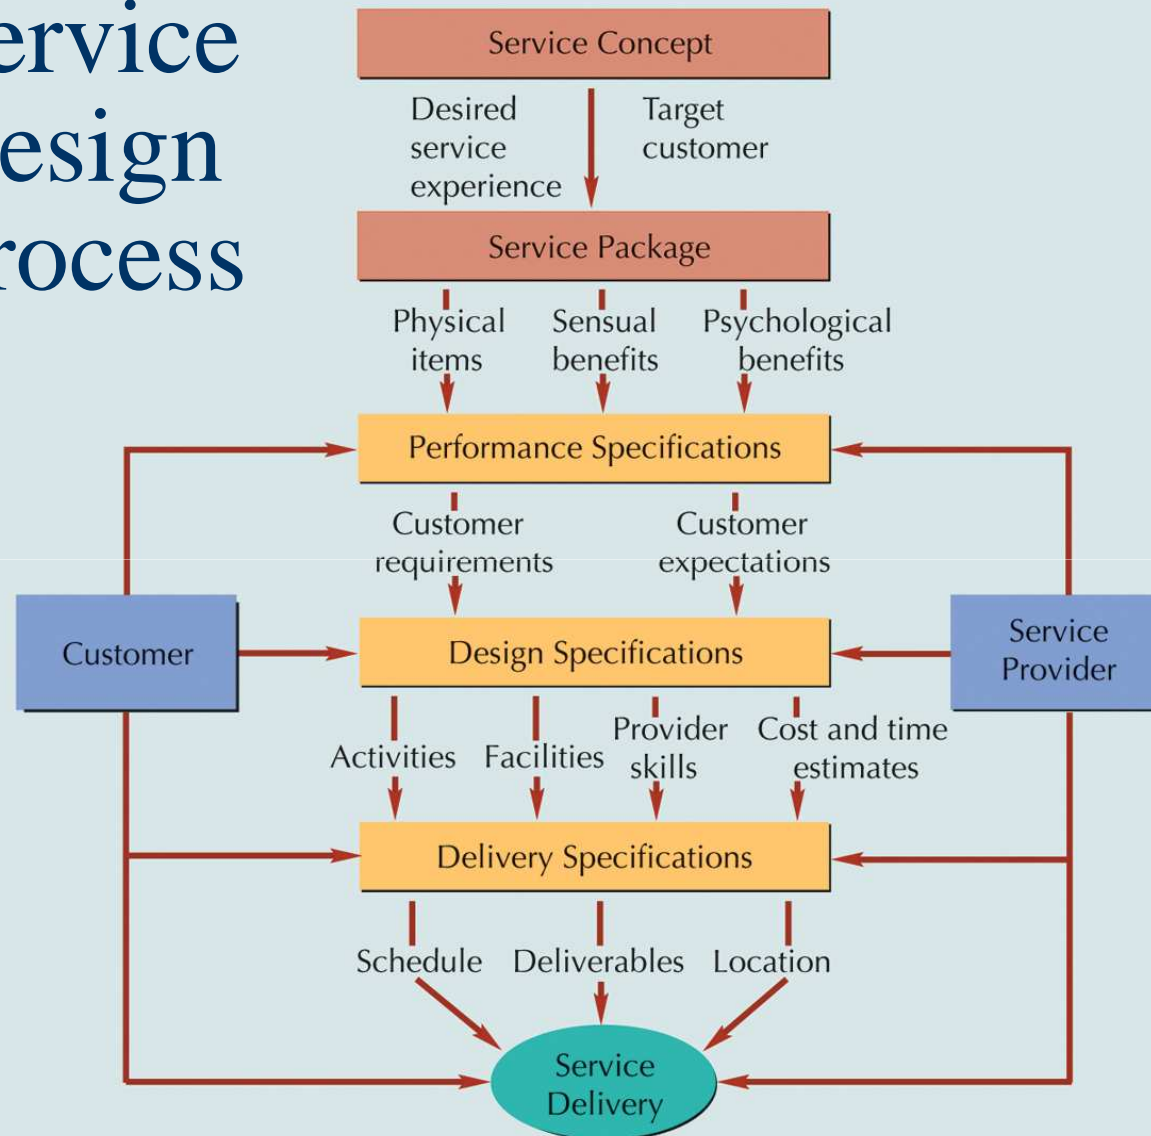 ervice
esign
rocess
Service Concept
Desired
service
experience
Target
customer
Service Package
Physical
items
Sensual
benefits
Psychological
benefits
Performance Specifications
Customer
requirements
Customer
expectations
Customer
Design Specifications
Service
Provider
Activities
Facilities
Provider
skills
Cost and time
estimates
Delivery Specifications
Schedule
Deliverables
Location
Service
Delivery